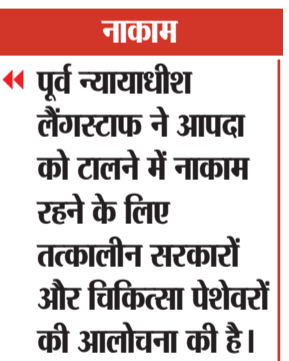 नाकाम
पूर्व न्यायाधीश
लैंगस्टाफ ने आपदा
को टालने में नाकाम
रहने के लिए
तत्कालीन सरकारों
और चिकित्सा पेशेवरों
की आलोचना की है।